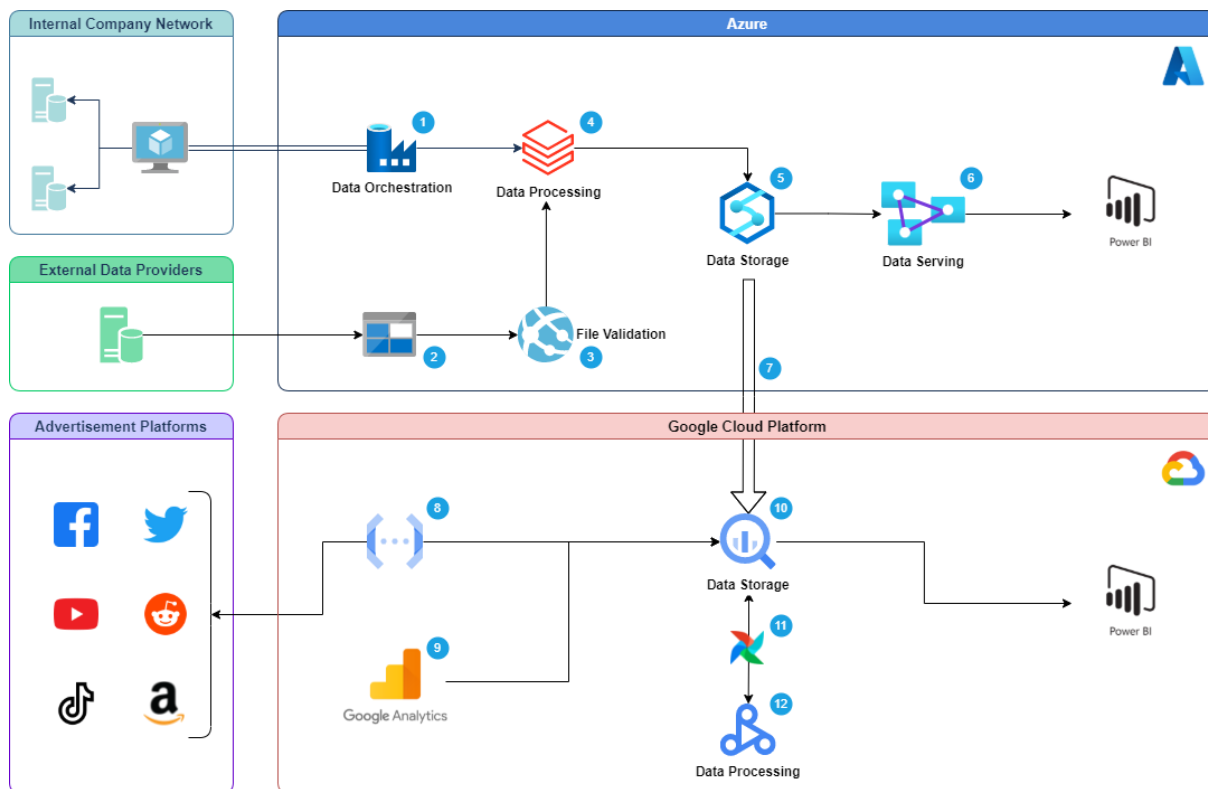 Internal Company Network
Azure
1
Data Orchestration
4
Data Processing
5
Data Storage
6
Data Serving
Power BI
External Data Providers
2
3
File Validation
7
Advertisement Platforms
Google Cloud Platform
8
9
Google Analytics
10
Data Storage
11
12
Data Processing
Power BI
a